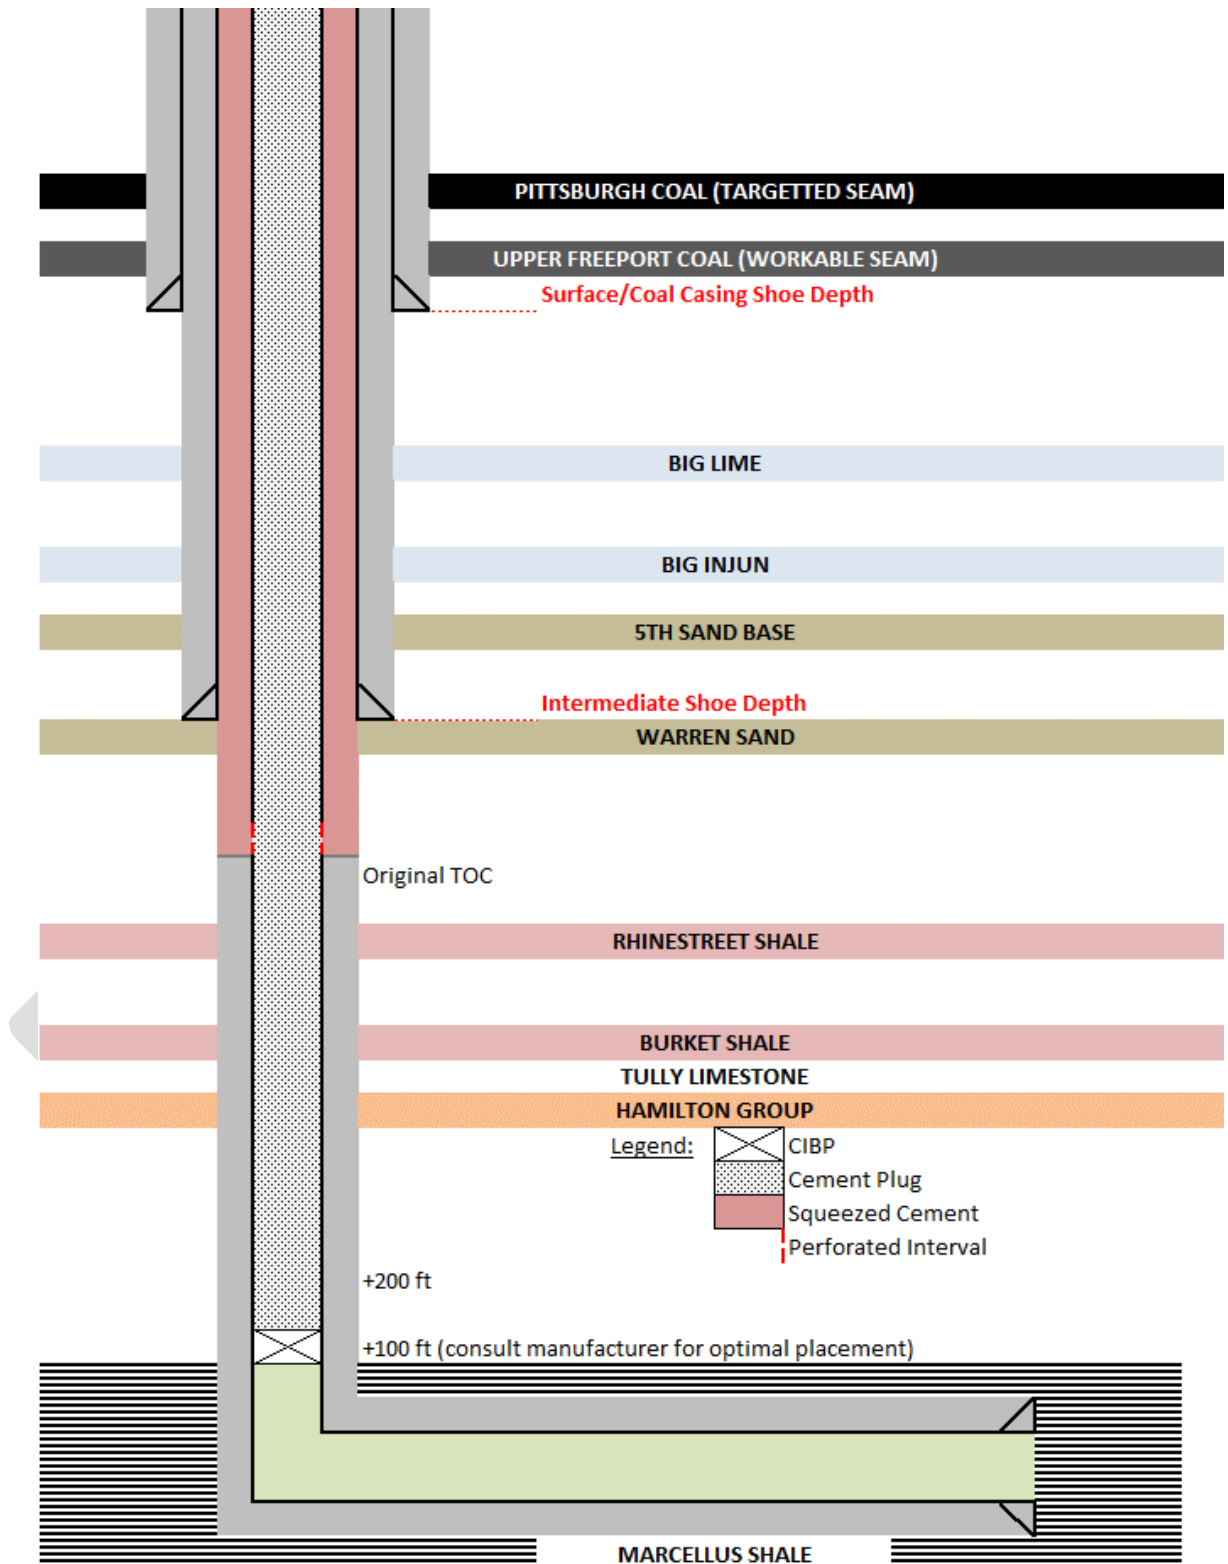 PITTSBURGH COAL (TARGETTED SEAM)
UPPER FREEPORT COAL (WORKABLE SEAM)
Surface/Coal Casing Shoe Depth
BIG LIME
BIG INJUN
5TH SAND BASE
Intermediate Shoe Depth
WARREN SAND
Original TOC
RHINESTREET SHALE
BURKET SHALE
TULLY LIMESTONE
HAMILTON GROUP
Legend:
CIBP
Cement Plug
Squeezed Cement
Perforated Interval
+200 ft
+100 ft (consult manufacturer for optimal placement)
MARCELLUS SHALE